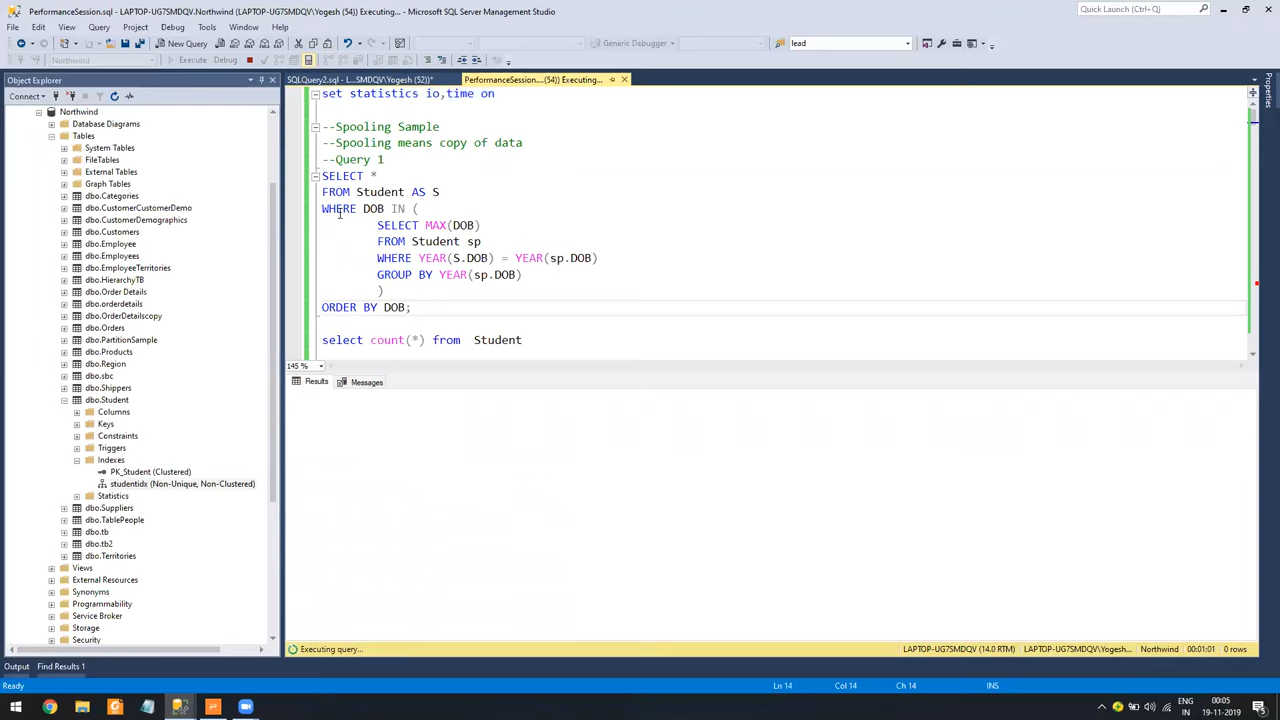 PerformanceSession.sql - LAPTOP-UG7SMDQV.Northwind (LAPTOP-UG7SMDQV\Yogesh (54)) Executing... - Microsoft SQL Server Management Studio
Quick Launch (Ctrl+Q)
File Edit View Query Project Debug Tools Window Help
New Query Generic Debugger lead
Northwind Execute Debug
Object Explorer
SQLQuery2.sql - L...SMDQV\Yogesh (52))*
PerformanceSession....(54)) Executing...
Properties
Connect
Northwind
Database Diagrams
Tables
System Tables
FileTables
External Tables
Graph Tables
dbo.Categories
dbo.CustomerCustomerDemo
dbo.CustomerDemographics
dbo.Customers
dbo.Employee
dbo.Employees
dbo.EmployeeTerritories
dbo.HierarchyTB
dbo.Order Details
dbo.orderdetails
dbo.OrderDetailscopy
dbo.Orders
dbo.PartitionSample
dbo.Products
dbo.Region
dbo.sbc
dbo.Shippers
dbo.Student
Columns
Keys
Constraints
Triggers
Indexes
PK_Student (Clustered)
studentidx (Non-Unique, Non-Clustered)
Statistics
dbo.Suppliers
dbo.TablePeople
dbo.tb
dbo.tb2
dbo.Territories
Views
External Resources
Synonyms
Programmability
Service Broker
Storage
Security
set statistics io,time on
--Spooling Sample
--Spooling means copy of data
--Query 1
SELECT *
FROM Student AS S
WHERE DOB IN (
SELECT MAX(DOB)
FROM Student sp
WHERE YEAR(S.DOB) = YEAR(sp.DOB)
GROUP BY YEAR(sp.DOB)
)
ORDER BY DOB;
select count(*) from Student
145 %
Results Messages
Executing query...
LAPTOP-UG7SMDQV (14.0 RTM) LAPTOP-UG7SMDQV\Yogesh... Northwind 00:01:01 0 rows
Output Find Results 1
Ready Ln 14 Col 14 Ch 14 INS
ENG
IN
00:05
19-11-2019
5